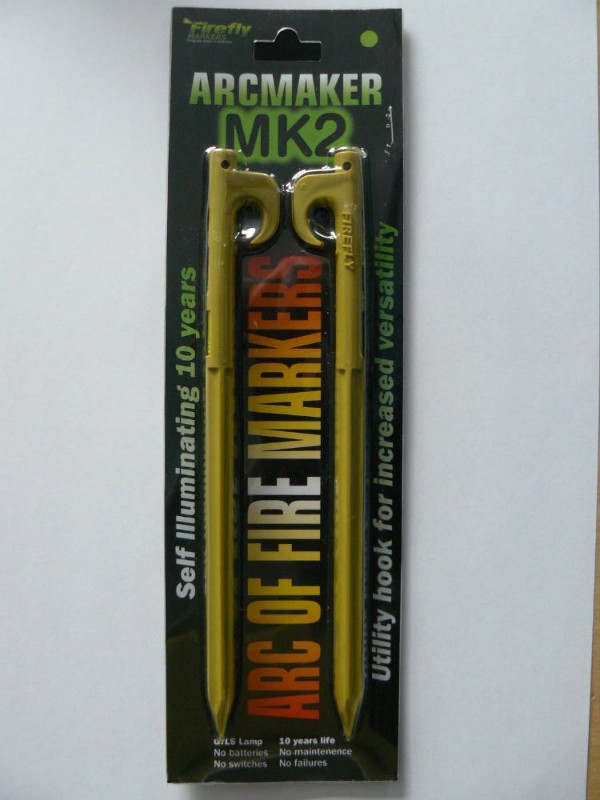 Firefly
MARKERS
ARCMAKER
MK2
Self Illuminating 10 years
ARC OF FIRE MARKERS
FIREFLY
Utility hook for increased versatility
GTLS Lamp
No batteries
No switches
10 years life
No maintenence
No failures